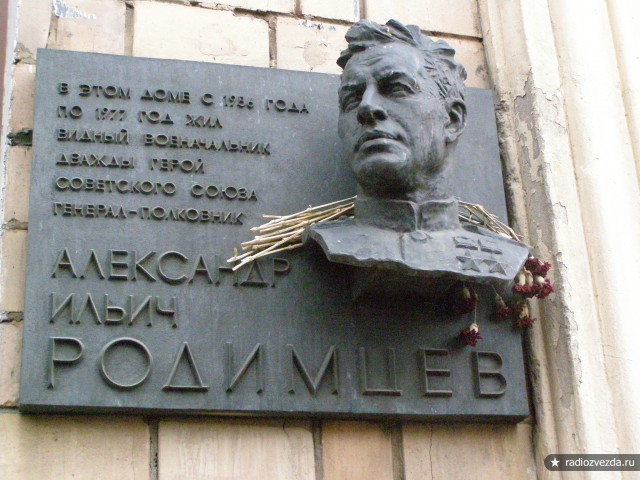 В ЭТОМ ДОМЕ С 1966 ГОДА
ПО 1977 ГОД ЖИЛ
ВИДНЫЙ ВОЕНАЧАЛЬНИК
ДВАЖДЫ ГЕРОЙ
СОВЕТСКОГО СОЮЗА
ГЕНЕРАЛ-ПОЛКОВНИК
АЛЕКСАНДР
ИЛЬИЧ
РОДИМЦЕВ
radiozvezda.ru